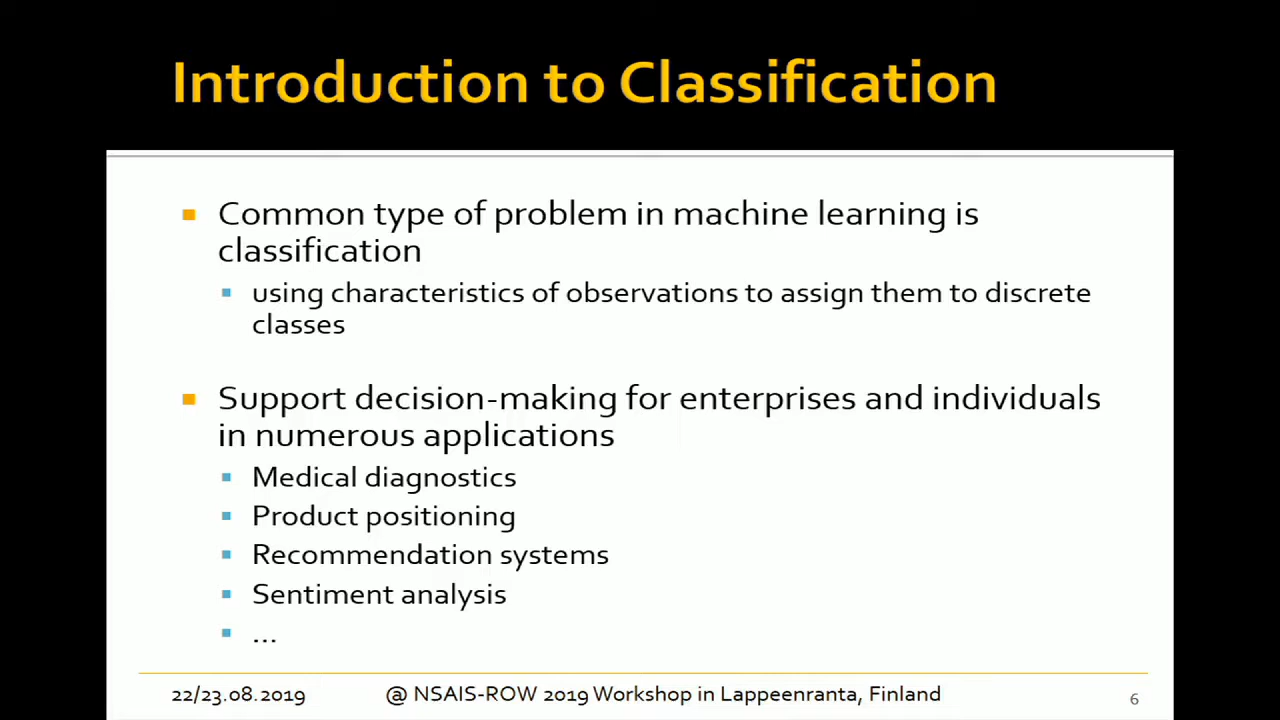 Introduction to Classification
Common type of problem in machine learning is
classification
using characteristics of observations to assign them to discrete
classes
Support decision-making for enterprises and individuals
in numerous applications
Medical diagnostics
Product positioning
Recommendation systems
Sentiment analysis
...
22/23.08.2019 @ NSAIS-ROW 2019 Workshop in Lappeenranta, Finland 6